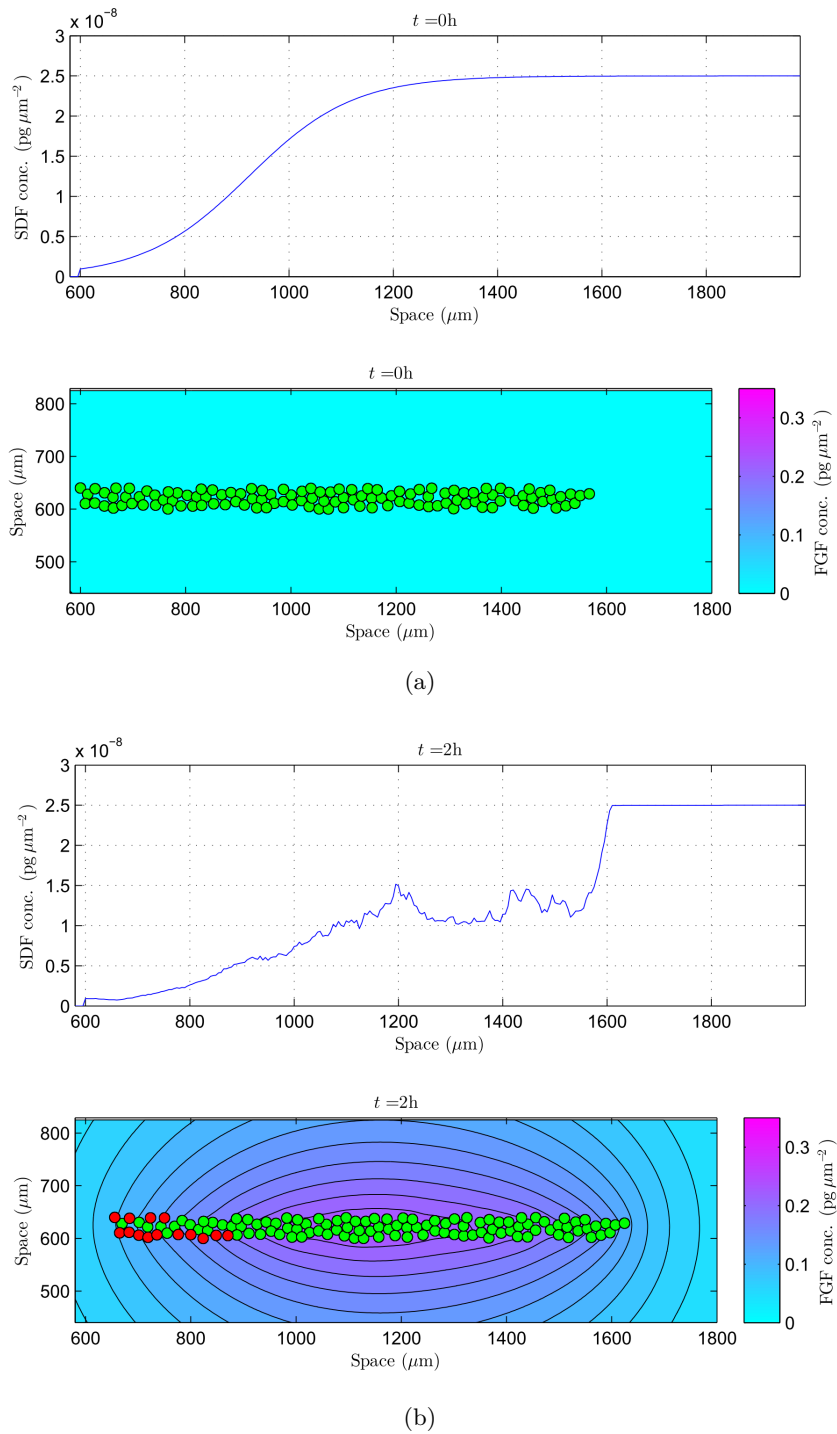 t =0h
x 10⁻⁸
3
2.5
2
1.5
1
0.5
0
SDF conc. (pg μm⁻²)
600 800 1000 1200 1400 1600 1800
Space (μm)
t =0h
800
700
600
500
Space (μm)
600 800 1000 1200 1400 1600 1800
Space (μm)
0.3
0.2
0.1
0
FGF conc. (pg μm⁻²)
(a)
t =2h
x 10⁻⁸
3
2.5
2
1.5
1
0.5
0
SDF conc. (pg μm⁻²)
600 800 1000 1200 1400 1600 1800
Space (μm)
t =2h
800
700
600
500
Space (μm)
600 800 1000 1200 1400 1600 1800
Space (μm)
0.3
0.2
0.1
0
FGF conc. (pg μm⁻²)
(b)